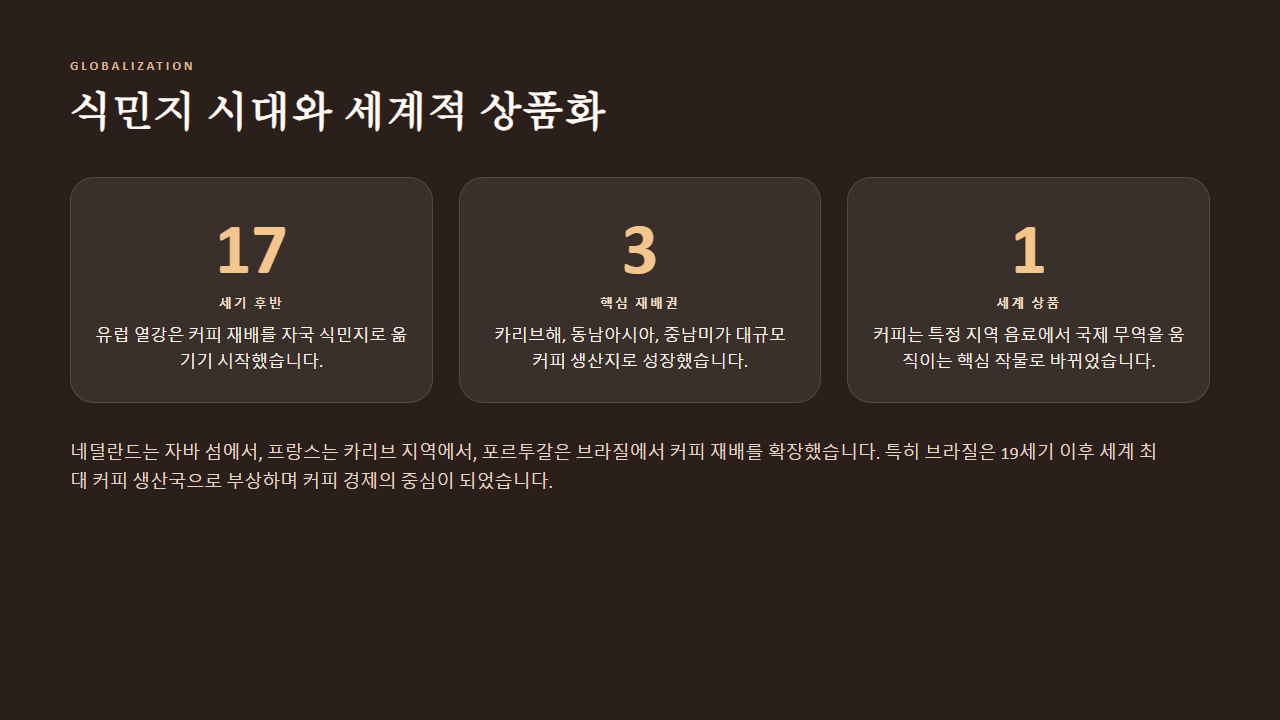 GLOBALIZATION
식민지 시대와 세계적 상품화
17
세기 후반
유럽 열강은 커피 재배를 자국 식민지로 옮
기기 시작했습니다.
3
핵심 재배권
카리브해, 동남아시아, 중남미가 대규모
커피 생산지로 성장했습니다.
1
세계 상품
커피는 특정 지역 음료에서 국제 무역을 움
직이는 핵심 작물로 바뀌었습니다.
네덜란드는 자바 섬에서, 프랑스는 카리브 지역에서, 포르투갈은 브라질에서 커피 재배를 확장했습니다. 특히 브라질은 19세기 이후 세계 최
대 커피 생산국으로 부상하며 커피 경제의 중심이 되었습니다.